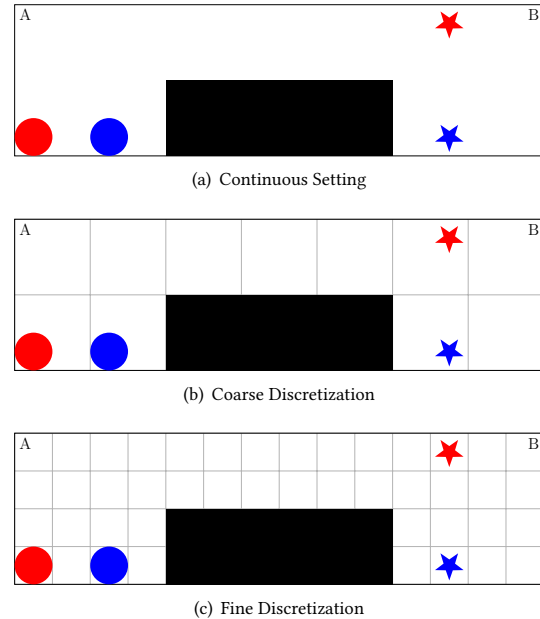 A B
(a) Continuous Setting
A B
(b) Coarse Discretization
A B
(c) Fine Discretization